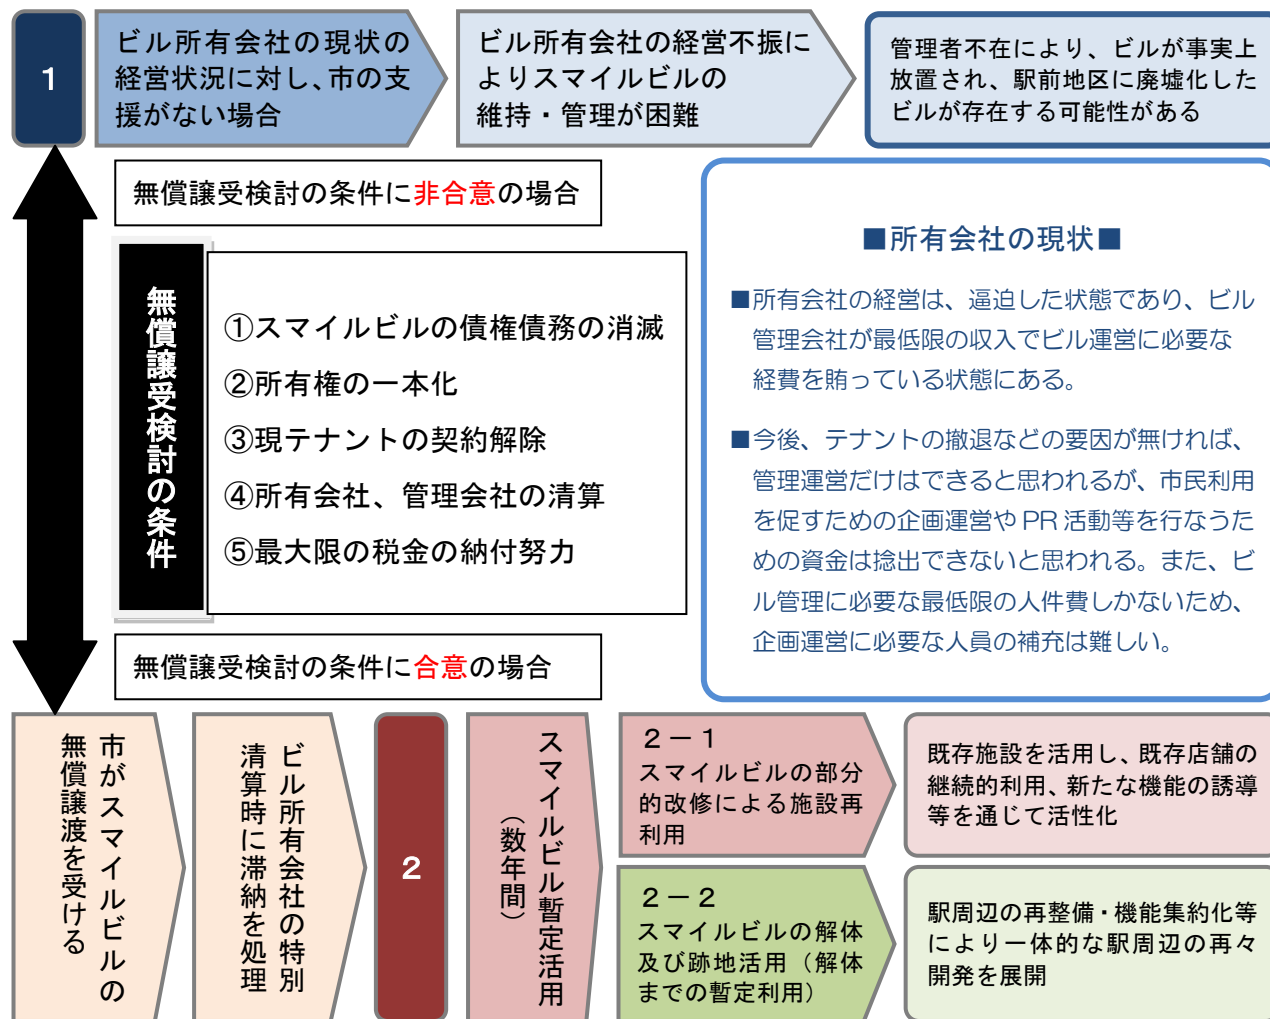 1
ビル所有会社の現状の
経営状況に対し、市の支
援がない場合
ビル所有会社の経営不振に
よりスマイルビルの
維持・管理が困難
管理者不在により、ビルが事実上
放置され、駅前地区に廃墟化した
ビルが存在する可能性がある
無償譲受検討の条件に非合意の場合
無償譲受検討の条件
①スマイルビルの債権債務の消滅
②所有権の一本化
③現テナントの契約解除
④所有会社、管理会社の清算
⑤最大限の税金の納付努力
■所有会社の現状■
■所有会社の経営は、逼迫した状態であり、ビル
管理会社が最低限の収入でビル運営に必要な
経費を賄っている状態にある。
■今後、テナントの撤退などの要因が無ければ、
管理運営だけはできると思われるが、市民利用
を促すための企画運営や PR 活動等を行なうた
めの資金は捻出できないと思われる。また、ビ
ル管理に必要な最低限の人件費しかないため、
企画運営に必要な人員の補充は難しい。
無償譲受検討の条件に合意の場合
市がスマイルビルの
無償譲渡を受ける
ビル所有会社の特別
清算時に滞納を処理
2
スマイルビル暫定活用
（数年間）
2－1
スマイルビルの部分
的改修による施設再
利用
既存施設を活用し、既存店舗の
継続的利用、新たな機能の誘導
等を通じて活性化
2－2
スマイルビルの解体
及び跡地活用（解体
までの暫定利用）
駅周辺の再整備・機能集約化等
により一体的な駅周辺の再々
開発を展開